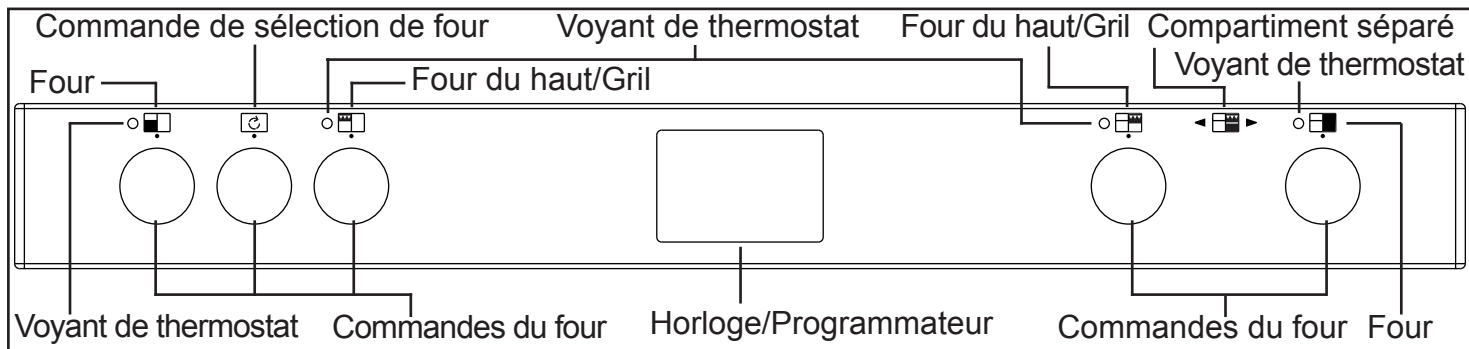 Commande de sélection de four
Voyant de thermostat
Four du haut/Gril
Compartiment séparé
Four
Four du haut/Gril
Voyant de thermostat
Voyant de thermostat
Commandes du four
Horloge/Programmateur
Commandes du four
Four